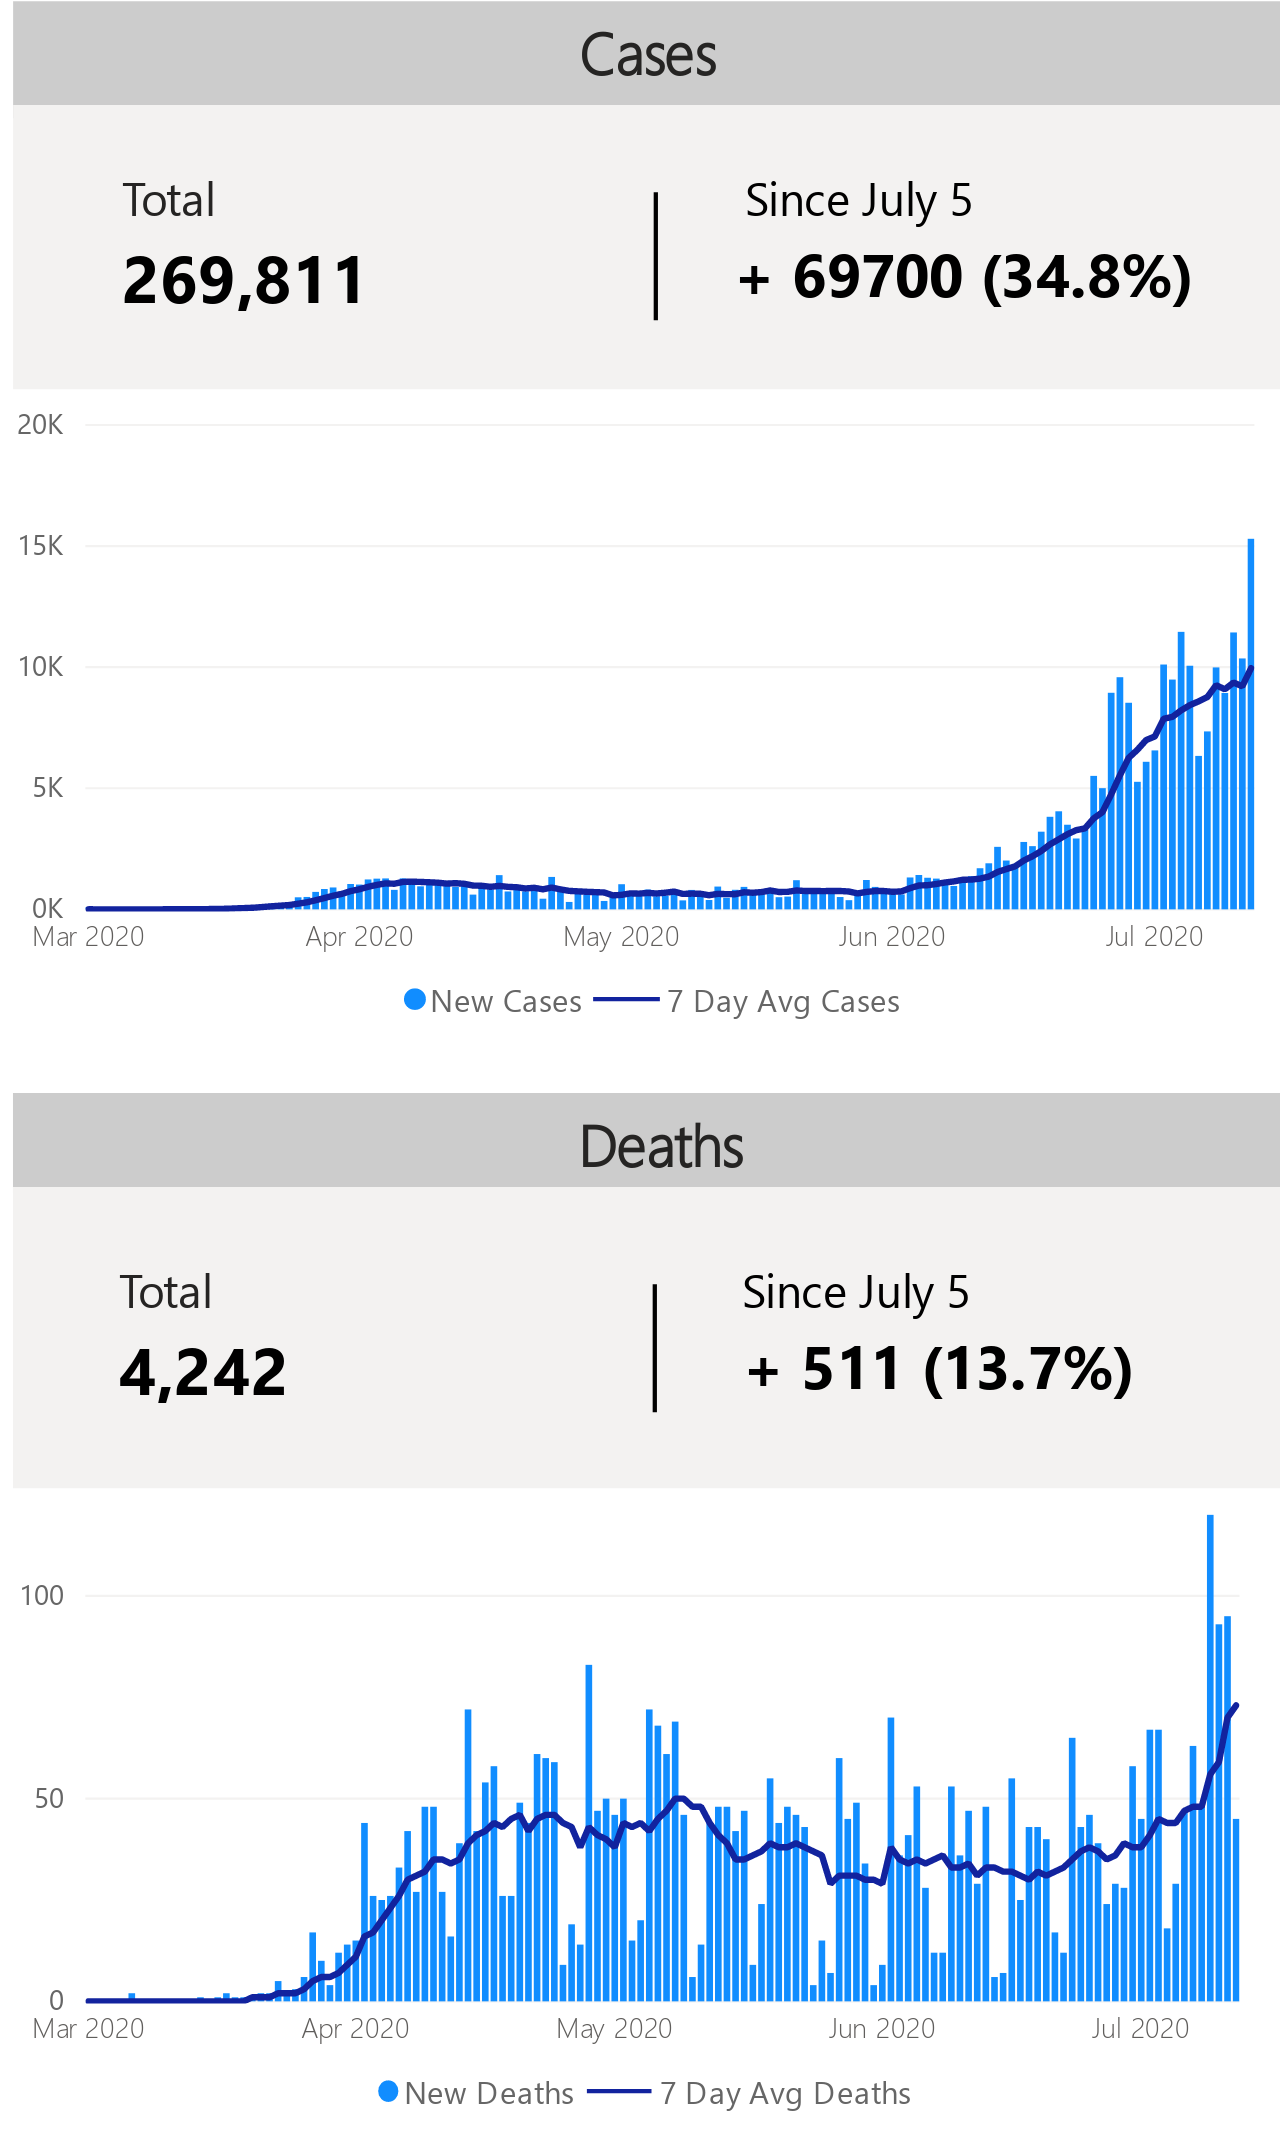 Cases
Total
Since July 5
269,811
+ 69700 (34.8%)
20K
15K
10K
5K
0K
Mar 2020 Apr 2020 May 2020 Jun 2020 Jul 2020
New Cases 7 Day Avg Cases
Deaths
Total
Since July 5
4,242
+ 511 (13.7%)
100
50
0
Mar 2020 Apr 2020 May 2020 Jun 2020 Jul 2020
New Deaths 7 Day Avg Deaths